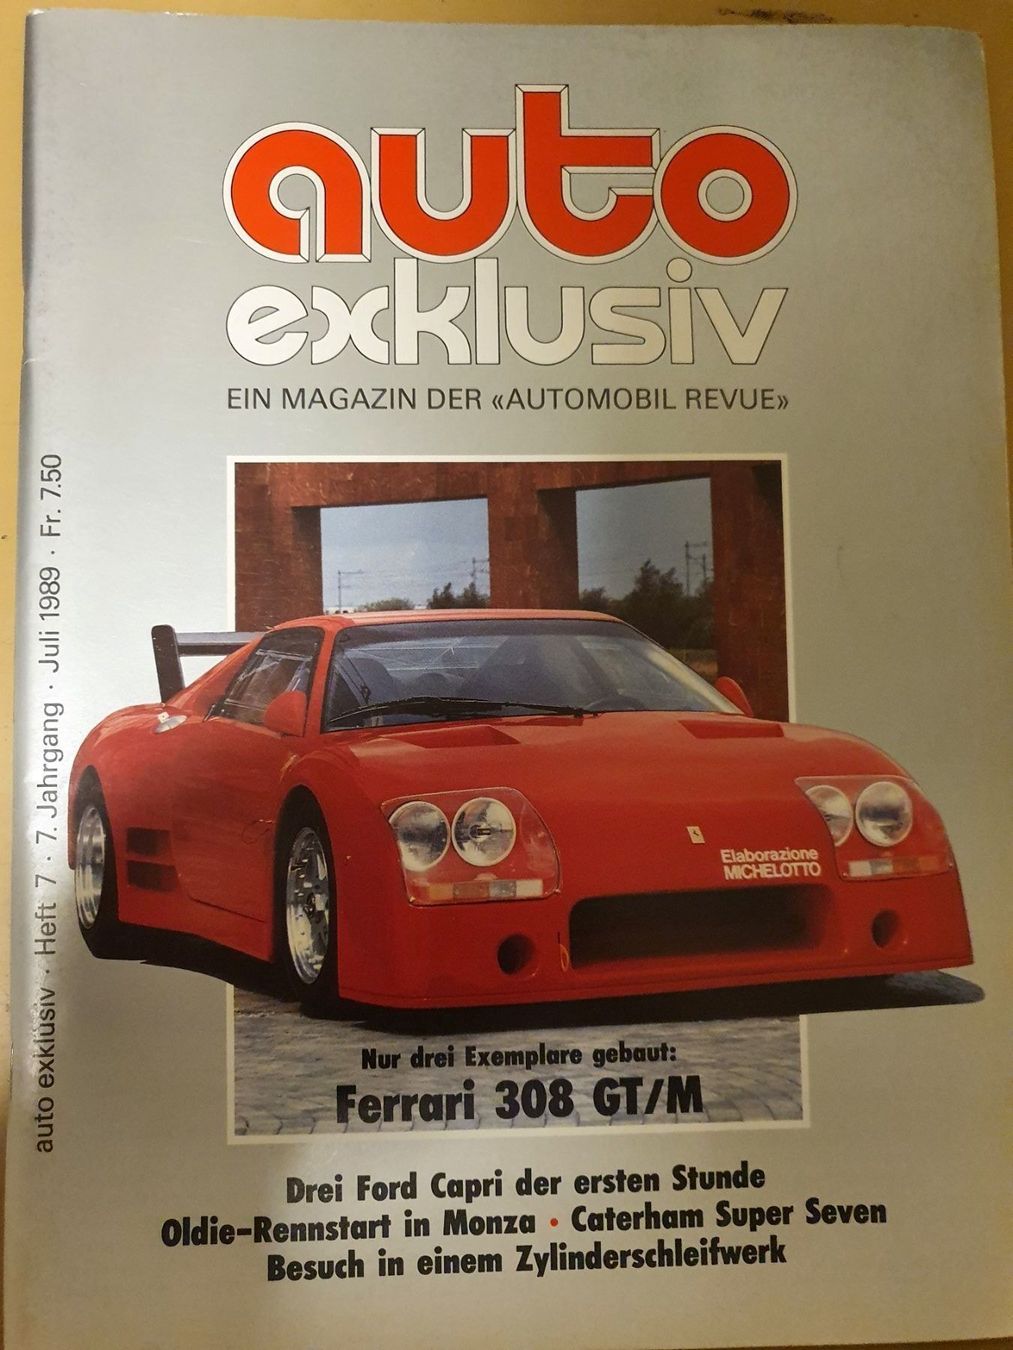 auto
exklusiv
EIN MAGAZIN DER «AUTOMOBIL REVUE»
auto exklusiv · Heft 7 · 7. Jahrgang · Juli 1989 · Fr. 7.50
Elaborazione
MICHELOTTO
Nur drei Exemplare gebaut:
Ferrari 308 GT/M
Drei Ford Capri der ersten Stunde
Oldie-Rennstart in Monza • Caterham Super Seven
Besuch in einem Zylinderschleifwerk